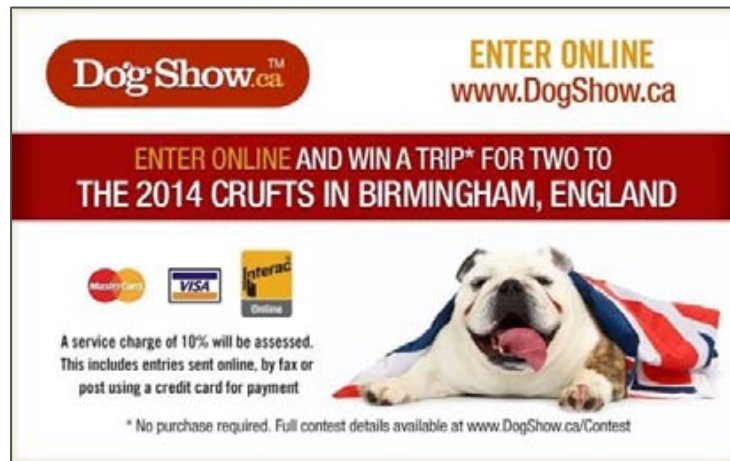 DogShow.ca™
ENTER ONLINE
www.DogShow.ca
ENTER ONLINE AND WIN A TRIP* FOR TWO TO
THE 2014 CRUFTS IN BIRMINGHAM, ENGLAND
MasterCard
VISA
Interac
Online
A service charge of 10% will be assessed.
This includes entries sent online, by fax or
post using a credit card for payment
* No purchase required. Full contest details available at www.DogShow.ca/Contest